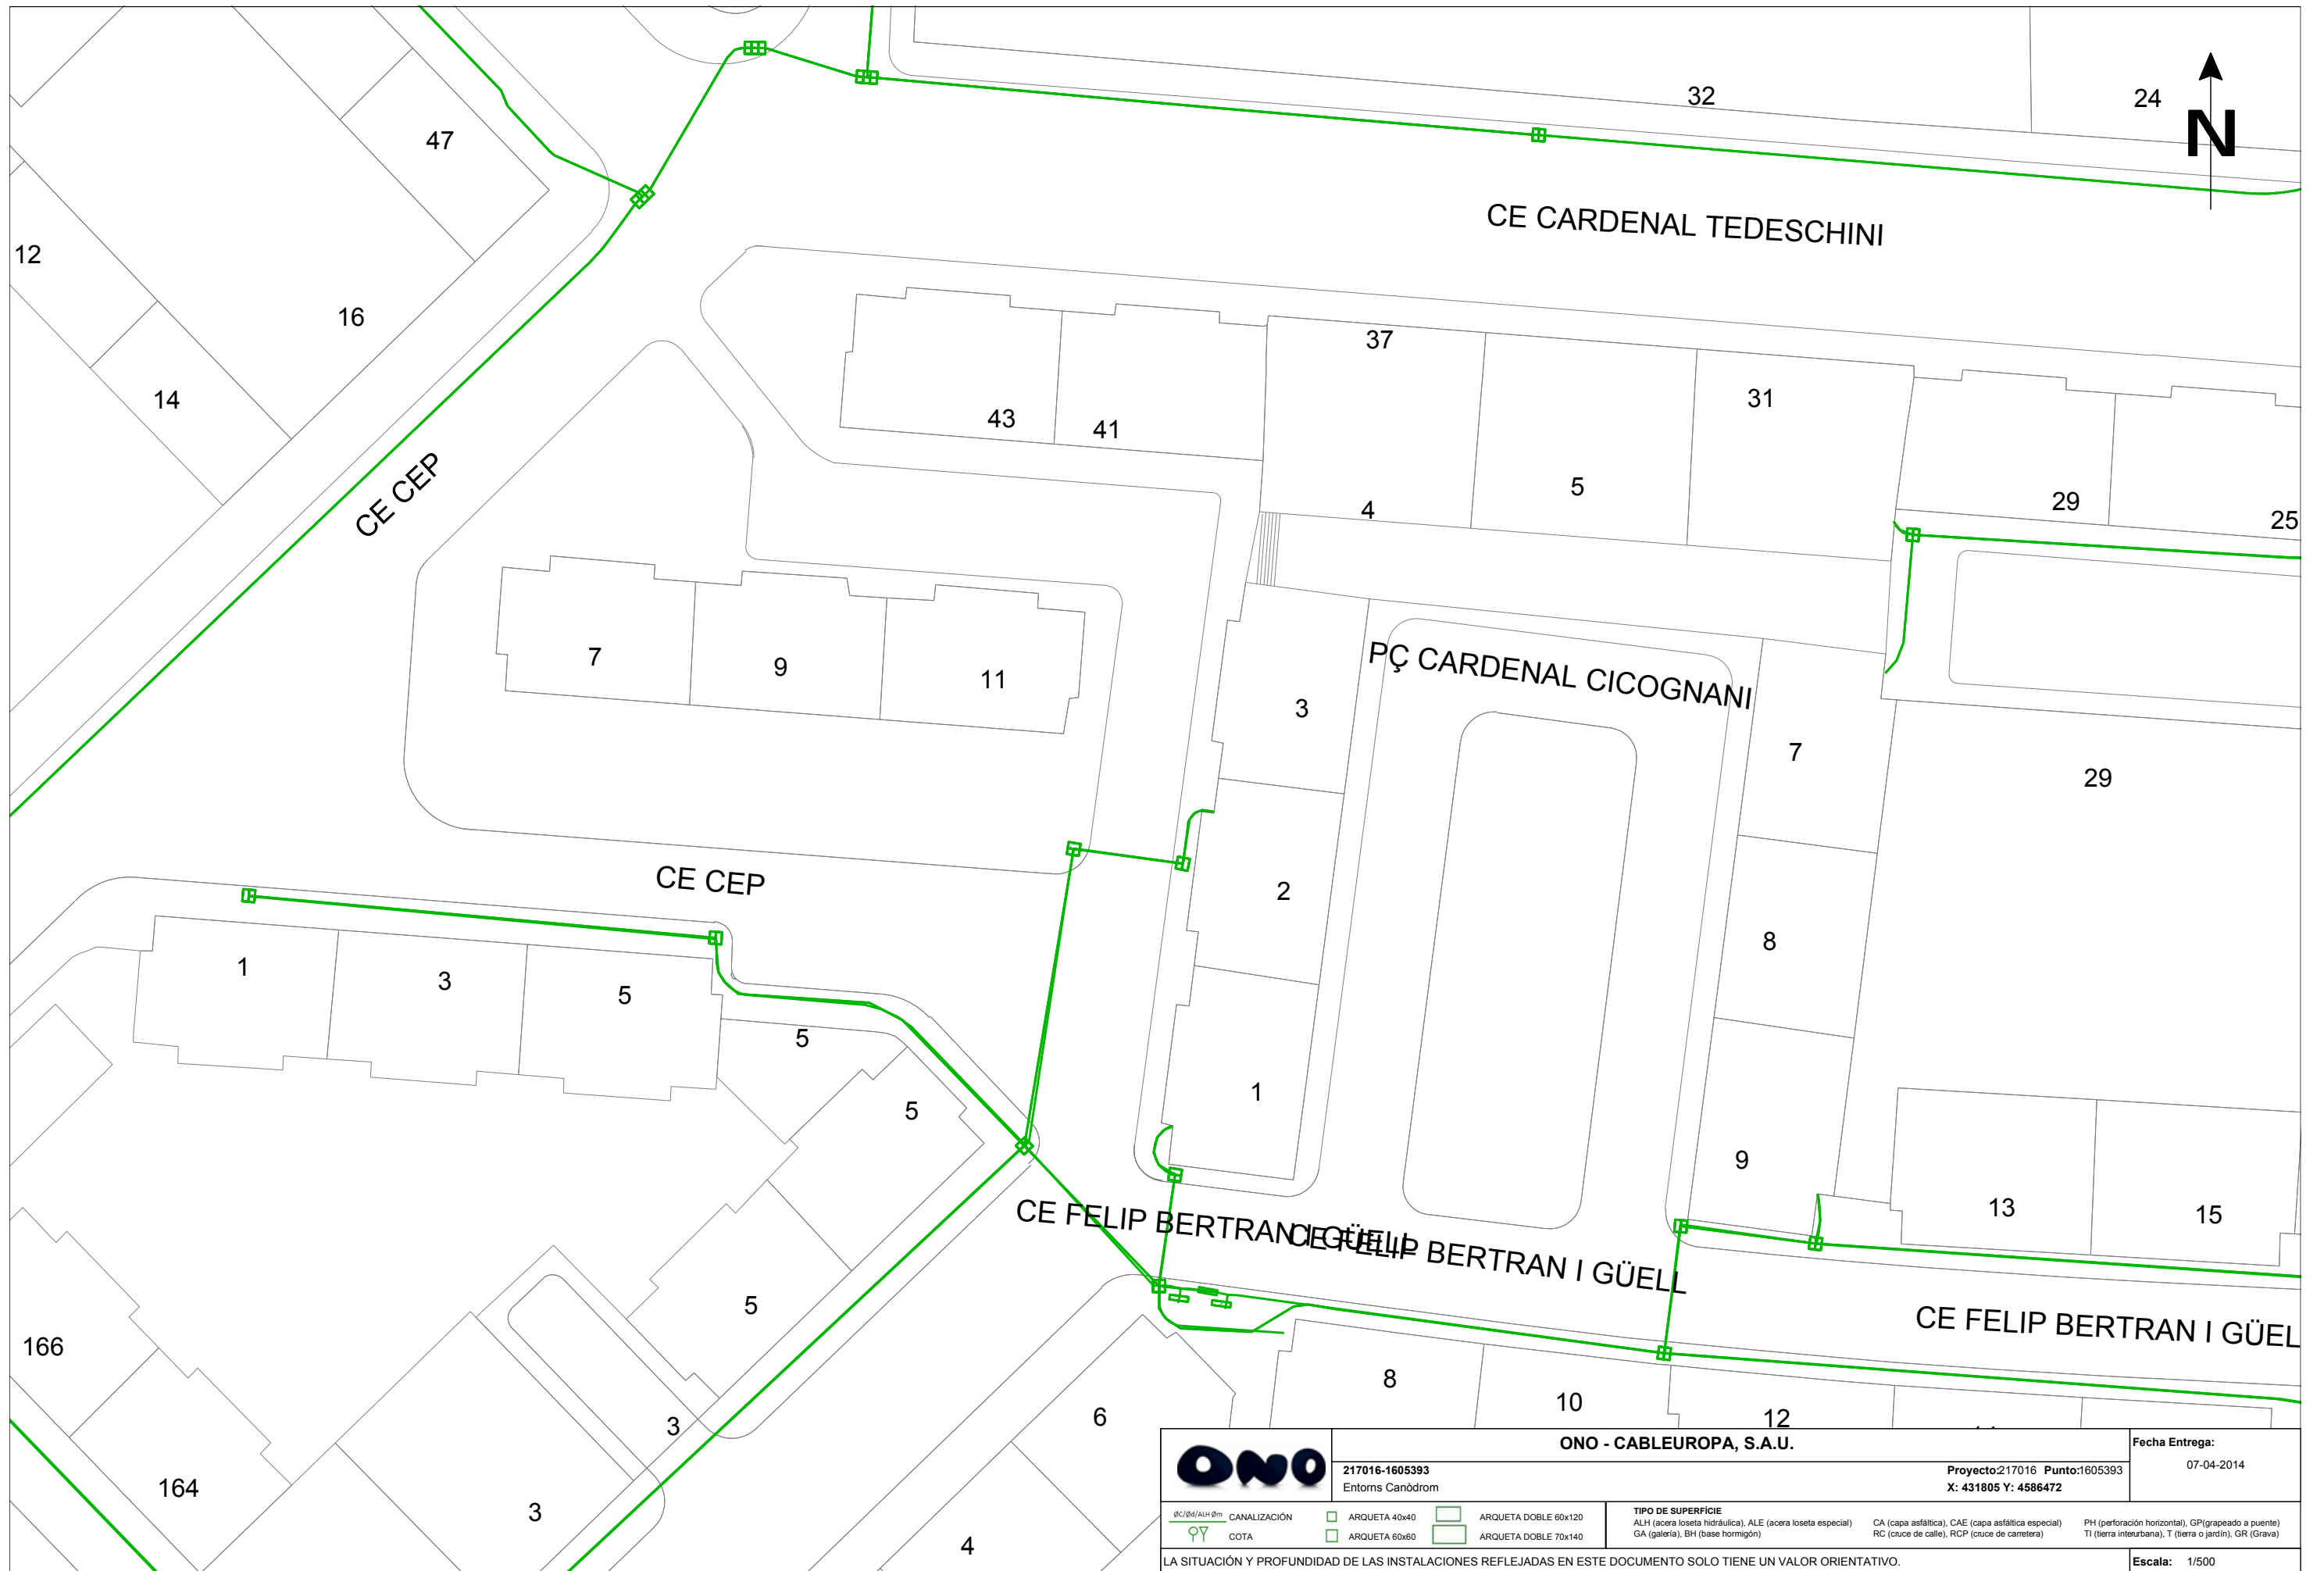 32
24
N
47
CE CARDENAL TEDESCHINI
12
16
37
14
31
43
41
CE CEP
5
4
29
25
7
9
11
PÇ CARDENAL CICOGNANI
3
7
29
CE CEP
2
8
1
3
5
5
5
1
9
13
15
CE FELIP BERTRAN I GÜELL
CE FELIP BERTRAN I GÜELL
CE FELIP BERTRAN I GÜEL
5
166
8
10
12
6
3
164
3
4
ono
ONO - CABLEUROPA, S.A.U.
Fecha Entrega:
07-04-2014
217016-1605393
Entorns Canòdrom
Proyecto:217016 Punto:1605393
X: 431805 Y: 4586472
ØC/Ød/ALH Øm CANALIZACIÓN
COTA
ARQUETA 40x40
ARQUETA 60x60
ARQUETA DOBLE 60x120
ARQUETA DOBLE 70x140
TIPO DE SUPERFÍCIE
ALH (acera loseta hidráulica), ALE (acera loseta especial)
GA (galería), BH (base hormigón)
CA (capa asfáltica), CAE (capa asfáltica especial)
RC (cruce de calle), RCP (cruce de carretera)
PH (perforación horizontal), GP(grapeado a puente)
TI (tierra interurbana), T (tierra o jardín), GR (Grava)
LA SITUACIÓN Y PROFUNDIDAD DE LAS INSTALACIONES REFLEJADAS EN ESTE DOCUMENTO SOLO TIENE UN VALOR ORIENTATIVO.
Escala: 1/500